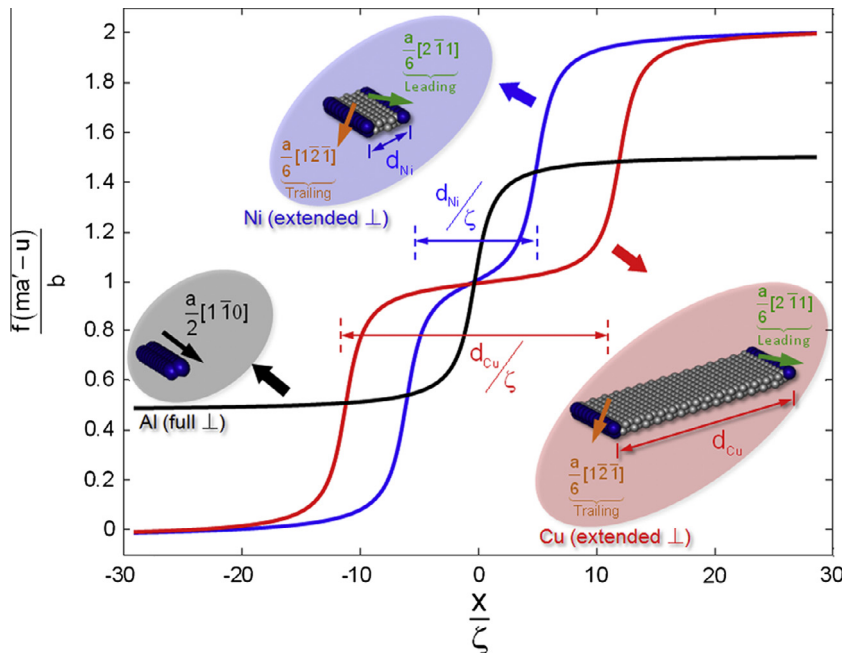 f(ma′−u)
b
2
1.8
1.6
1.4
1.2
1
0.8
0.6
0.4
0.2
0
-30
-20
-10
0
10
20
30
x
ζ
a/6 [2 1̄ 1]
Leading
a/6 [1 2̄ 1̄]
Trailing
d_Ni
Ni (extended ⊥)
d_Ni/ζ
a/2 [1 1̄ 0]
Al (full ⊥)
d_Cu/ζ
a/6 [2 1̄ 1]
Leading
d_Cu
a/6 [1 2̄ 1̄]
Trailing
Cu (extended ⊥)